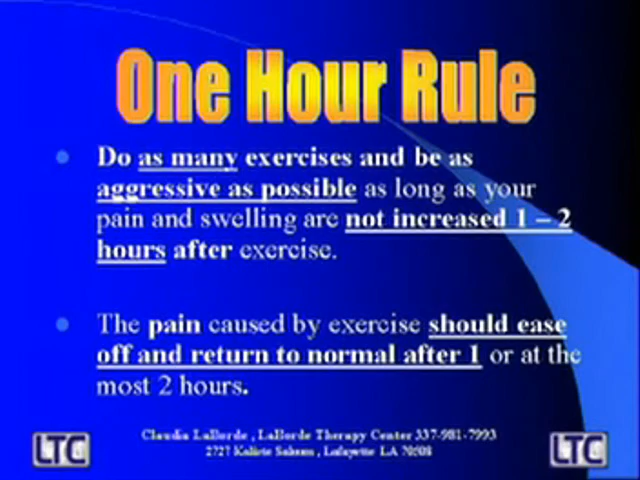 One Hour Rule
Do as many exercises and be as
aggressive as possible as long as your
pain and swelling are not increased 1 – 2
hours after exercise.
The pain caused by exercise should ease
off and return to normal after 1 or at the
most 2 hours.
Claudia LaBorde , LaBorde Therapy Center 337-981-7993
2727 Kaliste Saloom , Lafayette LA 70508
LTC
LTC